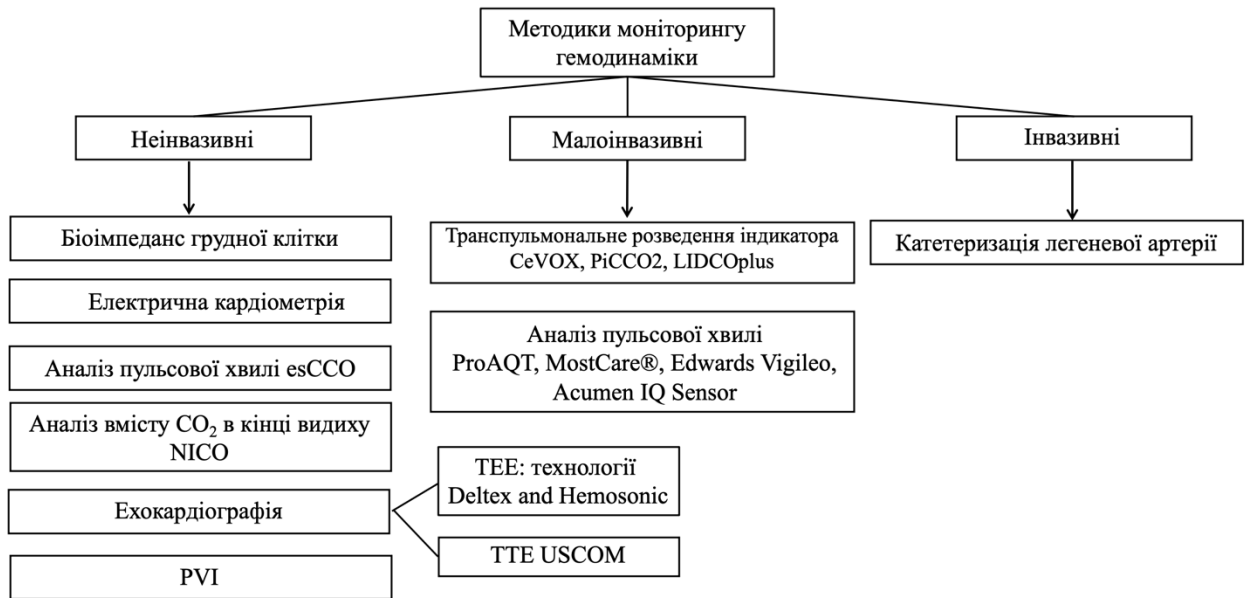 Методики моніторингу
гемодинаміки
Неінвазивні
Малоінвазивні
Інвазивні
Біоімпеданс грудної клітки
Електрична кардіометрія
Аналіз пульсової хвилі esCCO
Аналіз вмісту CO₂ в кінці видиху
NICO
Ехокардіографія
PVI
Транспульмональне розведення індикатора
CeVOX, PiCCO2, LIDCOplus
Аналіз пульсової хвилі
ProAQT, MostCare®, Edwards Vigileo,
Acumen IQ Sensor
TEE: технології
Deltex and Hemosonic
TTE USCOM
Катетеризація легеневої артерії